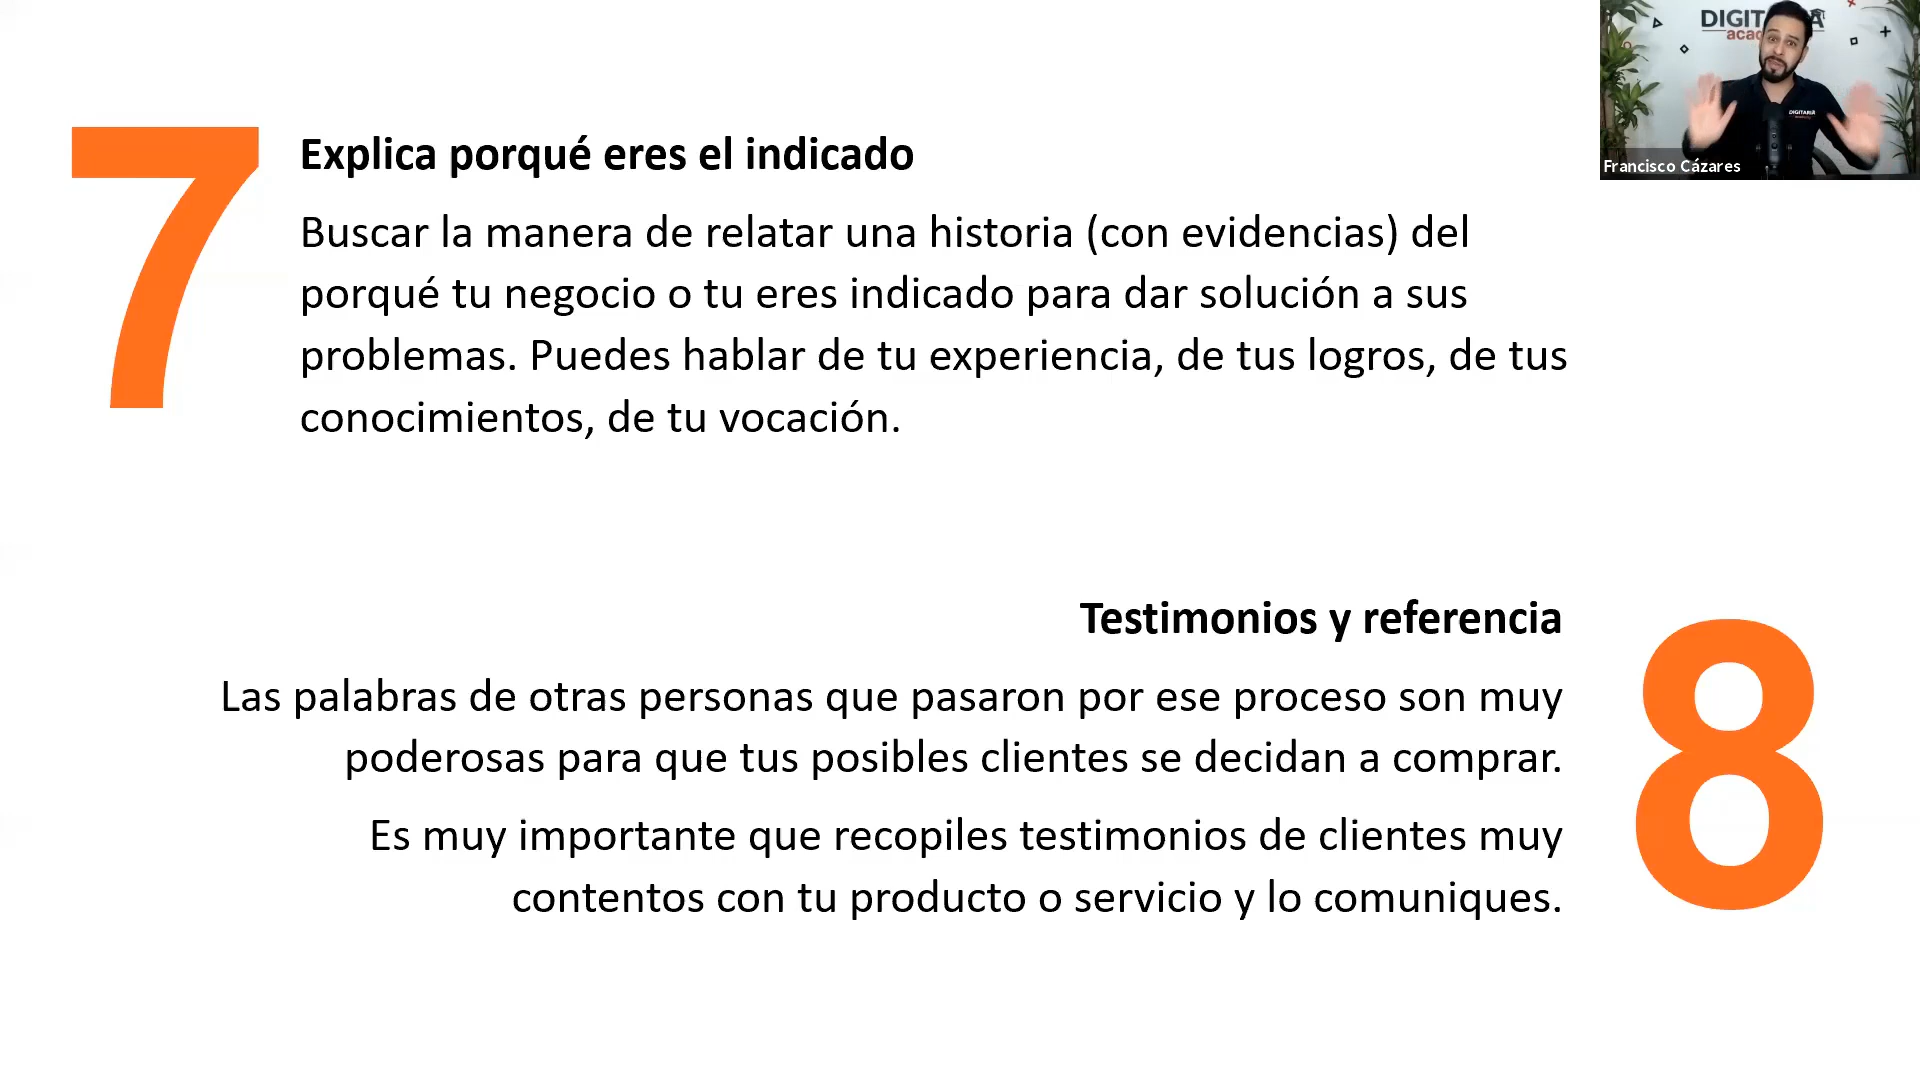 7
Explica porqué eres el indicado
Buscar la manera de relatar una historia (con evidencias) del
porqué tu negocio o tu eres indicado para dar solución a sus
problemas. Puedes hablar de tu experiencia, de tus logros, de tus
conocimientos, de tu vocación.
DIGITARIA
Francisco Cázares
Testimonios y referencia
8
Las palabras de otras personas que pasaron por ese proceso son muy
poderosas para que tus posibles clientes se decidan a comprar.
Es muy importante que recopiles testimonios de clientes muy
contentos con tu producto o servicio y lo comuniques.